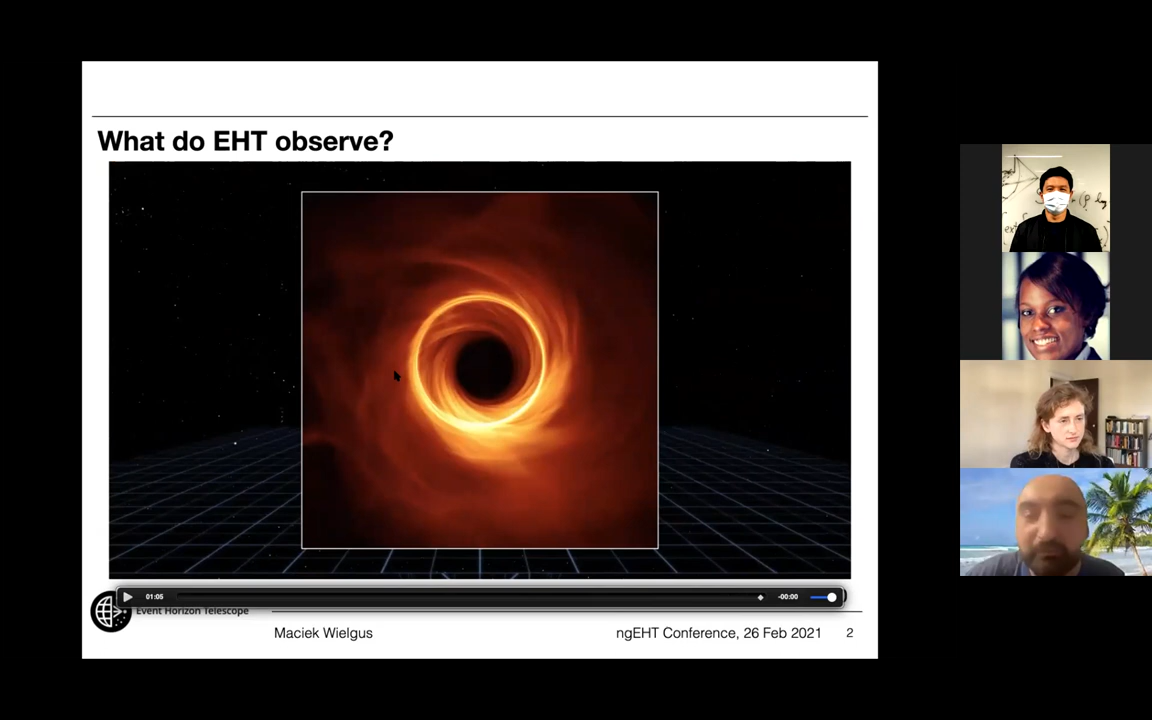 What do EHT observe?
01:05
-00:00
Event Horizon Telescope
Maciek Wielgus
ngEHT Conference, 26 Feb 2021
2